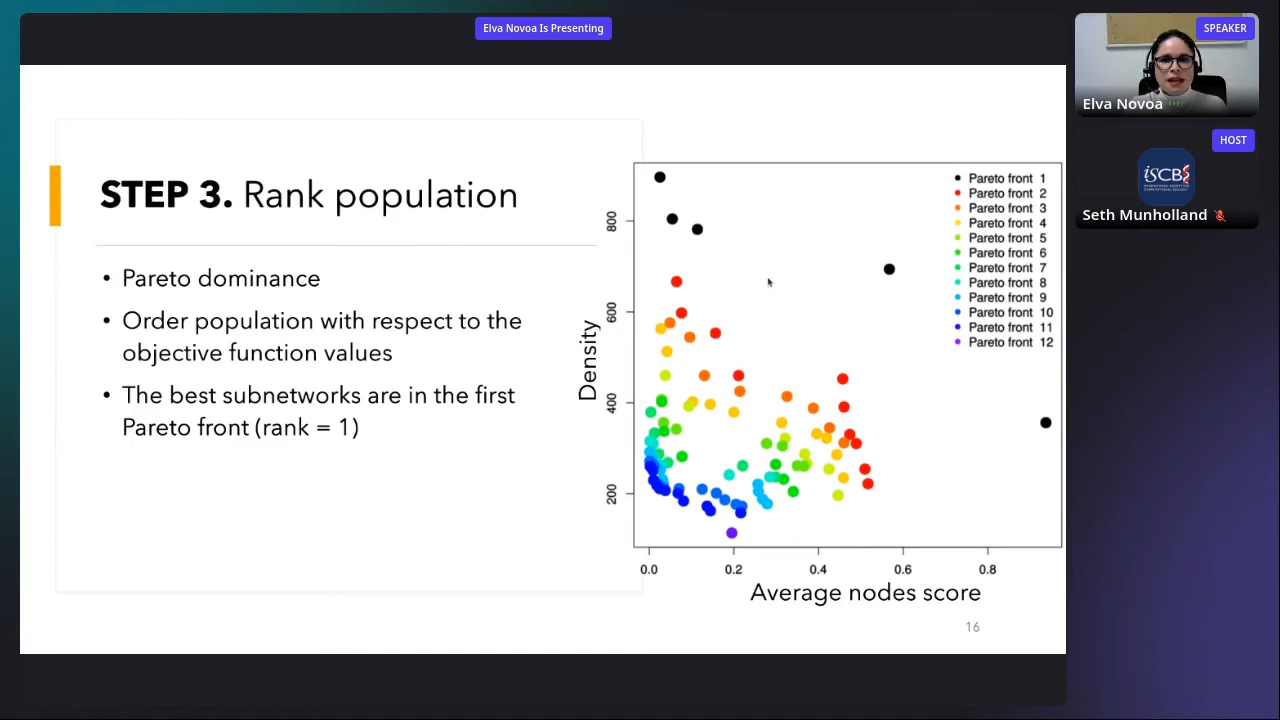 Elva Novoa Is Presenting
SPEAKER
Elva Novoa
HOST
iSCB
Seth Munholland
STEP 3. Rank population
• Pareto dominance
• Order population with respect to the
objective function values
• The best subnetworks are in the first
Pareto front (rank = 1)
Pareto front 1
Pareto front 2
Pareto front 3
Pareto front 4
Pareto front 5
Pareto front 6
Pareto front 7
Pareto front 8
Pareto front 9
Pareto front 10
Pareto front 11
Pareto front 12
Density
800
600
400
200
0.0 0.2 0.4 0.6 0.8
Average nodes score
16